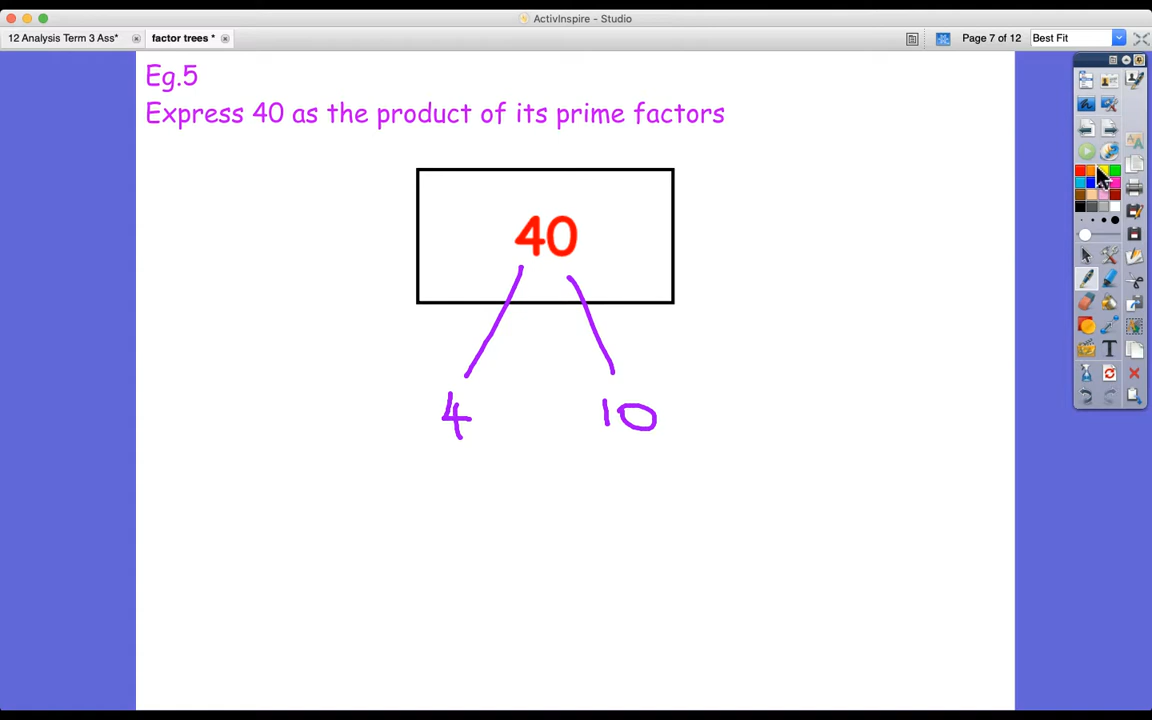 ActivInspire - Studio
12 Analysis Term 3 Ass* factor trees * Page 7 of 12 Best Fit
Eg.5
Express 40 as the product of its prime factors
40
4 10
T